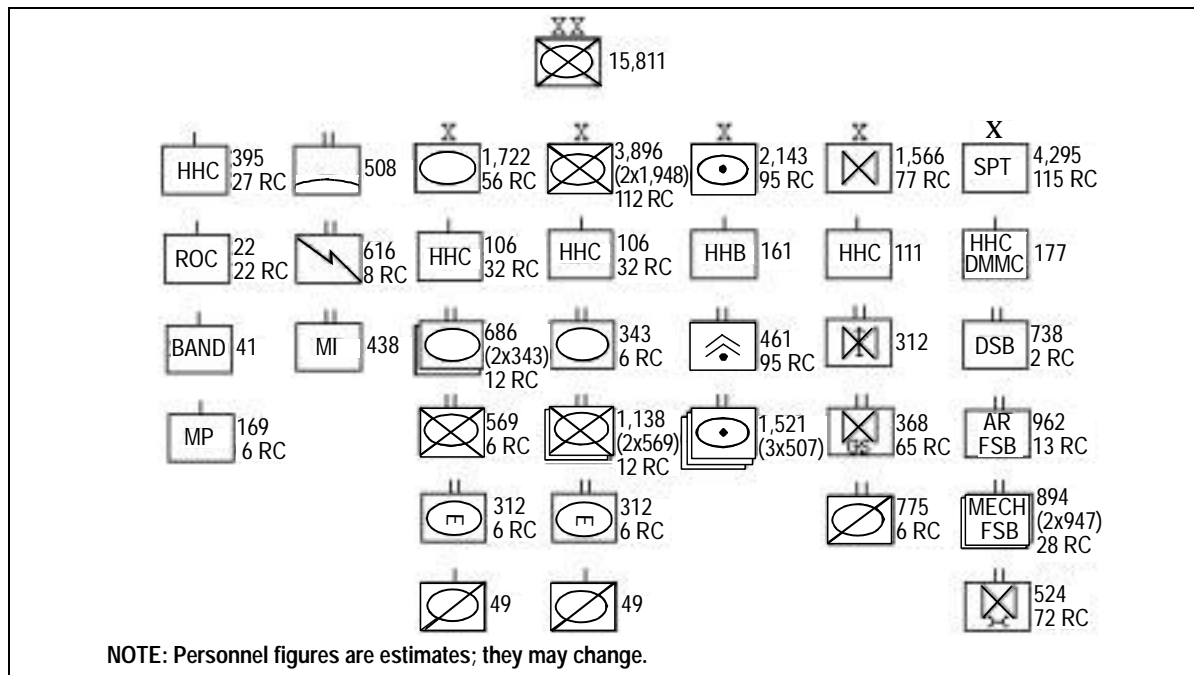 XX
15,811
X
X
X
X
X
HHC
395
27 RC
508
1,722
56 RC
3,896
(2x1,948)
112 RC
2,143
95 RC
1,566
77 RC
SPT
4,295
115 RC
ROC
22
22 RC
616
8 RC
HHC
106
32 RC
HHC
106
32 RC
HHB
161
HHC
111
HHC
DMMC
177
BAND
41
MI
438
686
(2x343)
12 RC
343
6 RC
461
95 RC
312
DSB
738
2 RC
MP
169
6 RC
569
6 RC
1,138
(2x569)
12 RC
1,521
(3x507)
GS
368
65 RC
AR
FSB
962
13 RC
E
312
6 RC
E
312
6 RC
775
6 RC
MECH
FSB
894
(2x947)
28 RC
49
49
524
72 RC
NOTE: Personnel figures are estimates; they may change.